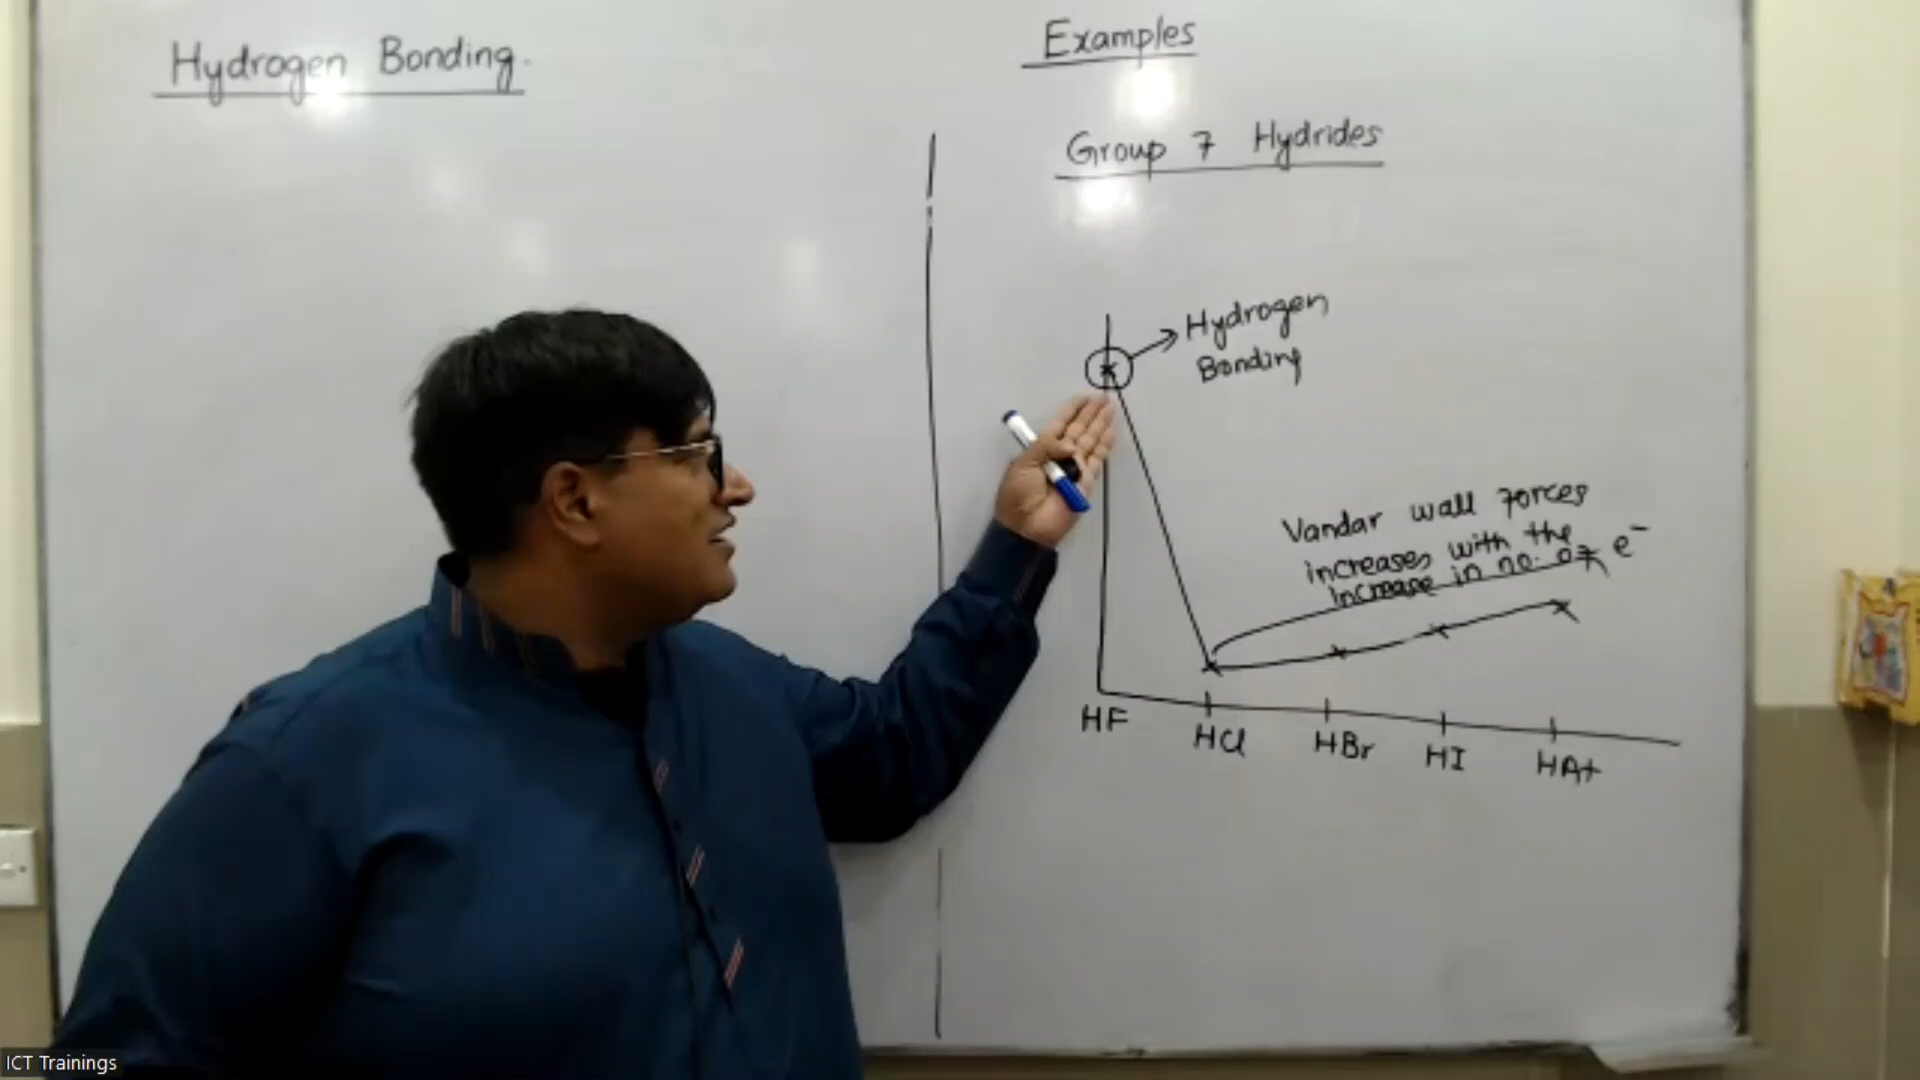 Hydrogen Bonding.
Examples
Group 7 Hydrides
Hydrogen
Bonding
Vandar wall forces
increases with the
increase in no. of e⁻
HF
HCl
HBr
HI
HAt
ICT Trainings